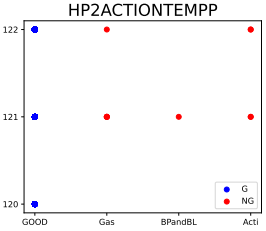 HP2ACTIONTEMPP
122
121
120
GOOD Gas BPandBL Acti
G
NG